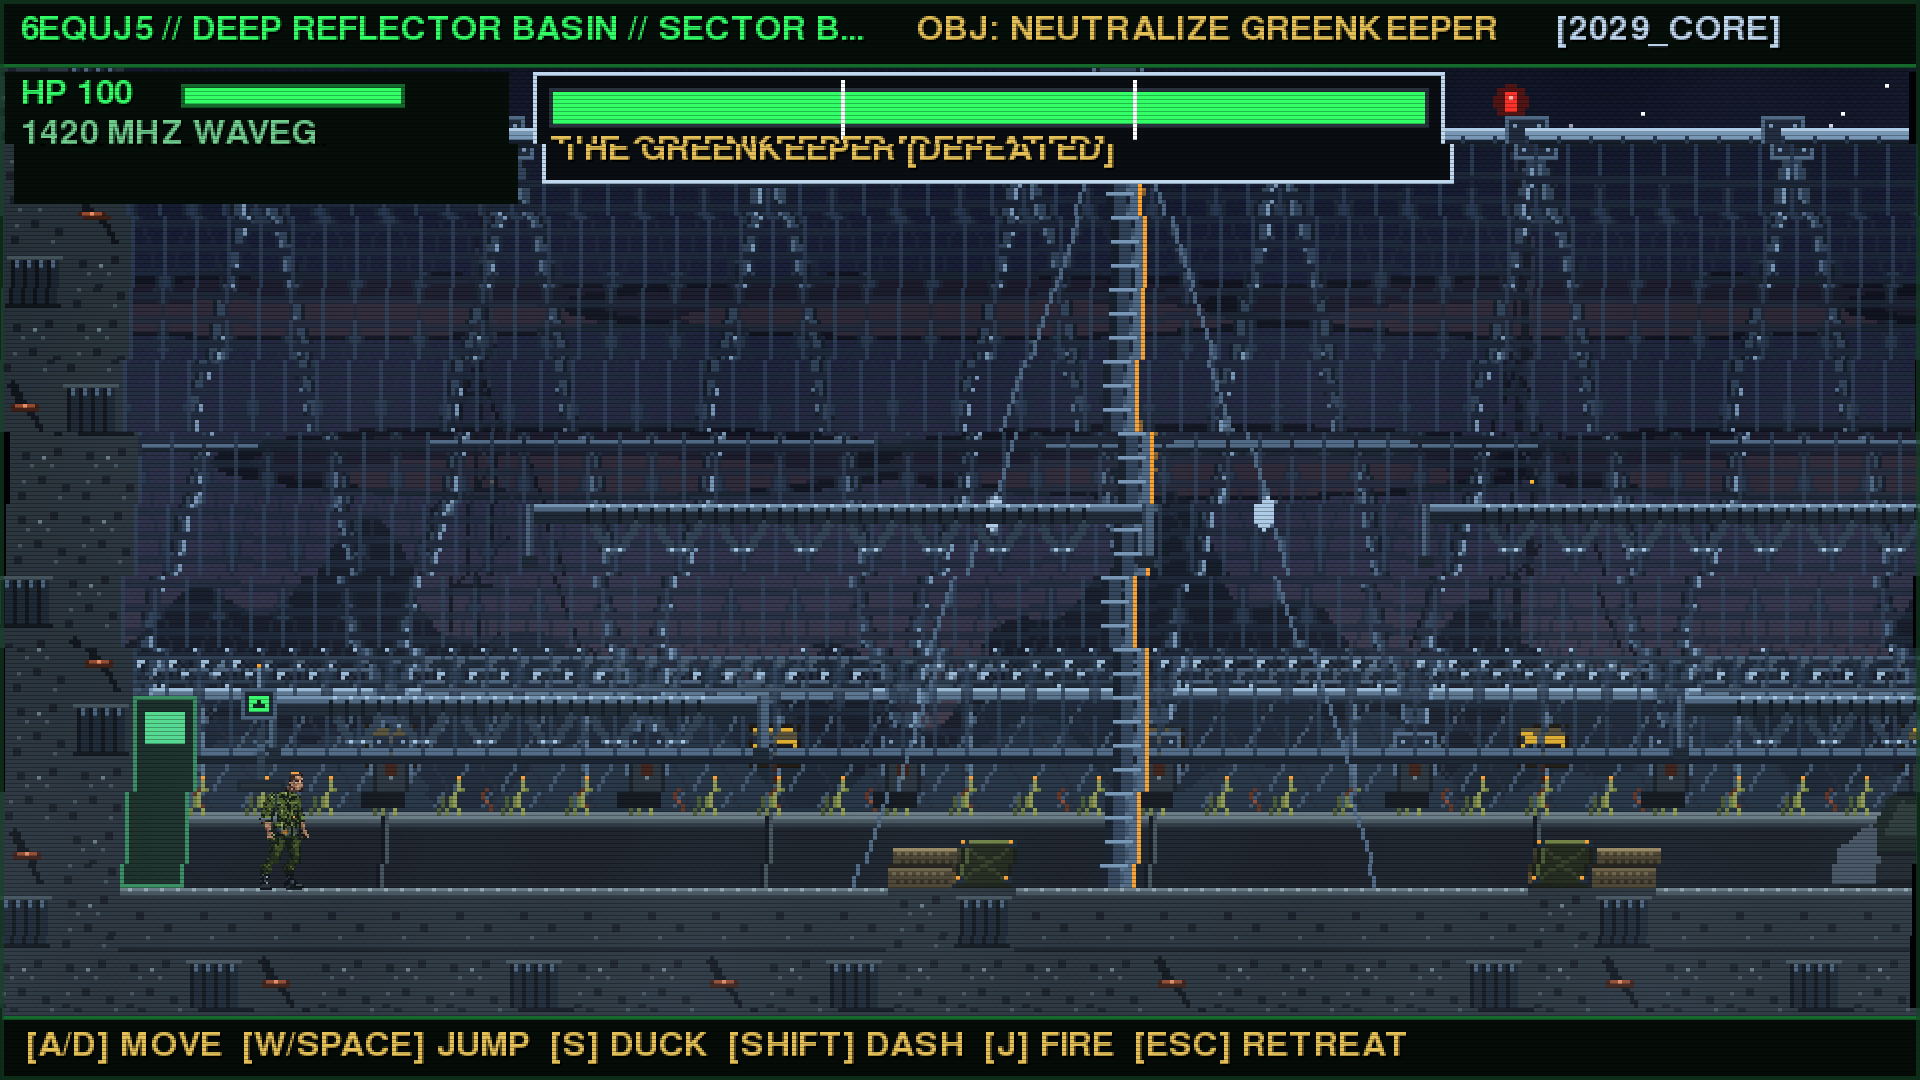 6EQUJ5 // DEEP REFLECTOR BASIN // SECTOR B... OBJ: NEUTRALIZE GREENKEEPER [2029_CORE]
HP 100
1420 MHZ WAVEG
THE GREENKEEPER [DEFEATED]
[A/D] MOVE [W/SPACE] JUMP [S] DUCK [SHIFT] DASH [J] FIRE [ESC] RETREAT